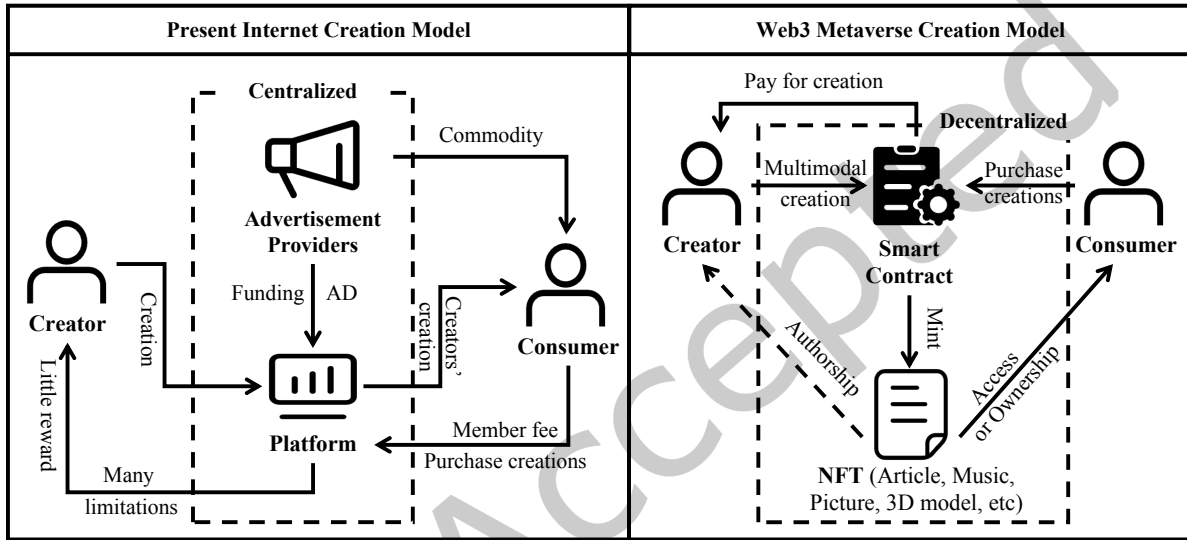 Present Internet Creation Model
Centralized
Commodity
Advertisement
Providers
Creator
Creation
Funding
AD
Creators'
creation
Consumer
Little reward
Platform
Member fee
Purchase creations
Many
limitations
Web3 Metaverse Creation Model
Pay for creation
Decentralized
Multimodal
creation
Purchase
creations
Creator
Smart
Contract
Consumer
Mint
Authorship
Access
or Ownership
NFT (Article, Music,
Picture, 3D model, etc)
Accepted